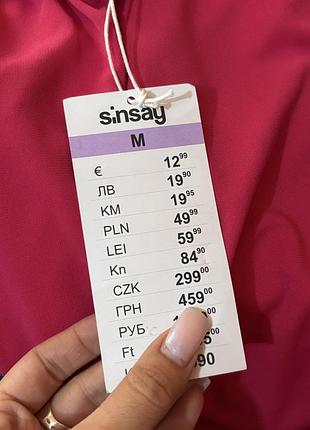 sinsay
M
€ 12⁹⁹
ЛВ 19⁹⁰
KM 19⁹⁵
PLN 49⁹⁹
LEI 59⁹⁹
Kn 84⁹⁰
CZK 299⁰⁰
ГРН 459⁰⁰
РУБ
Ft